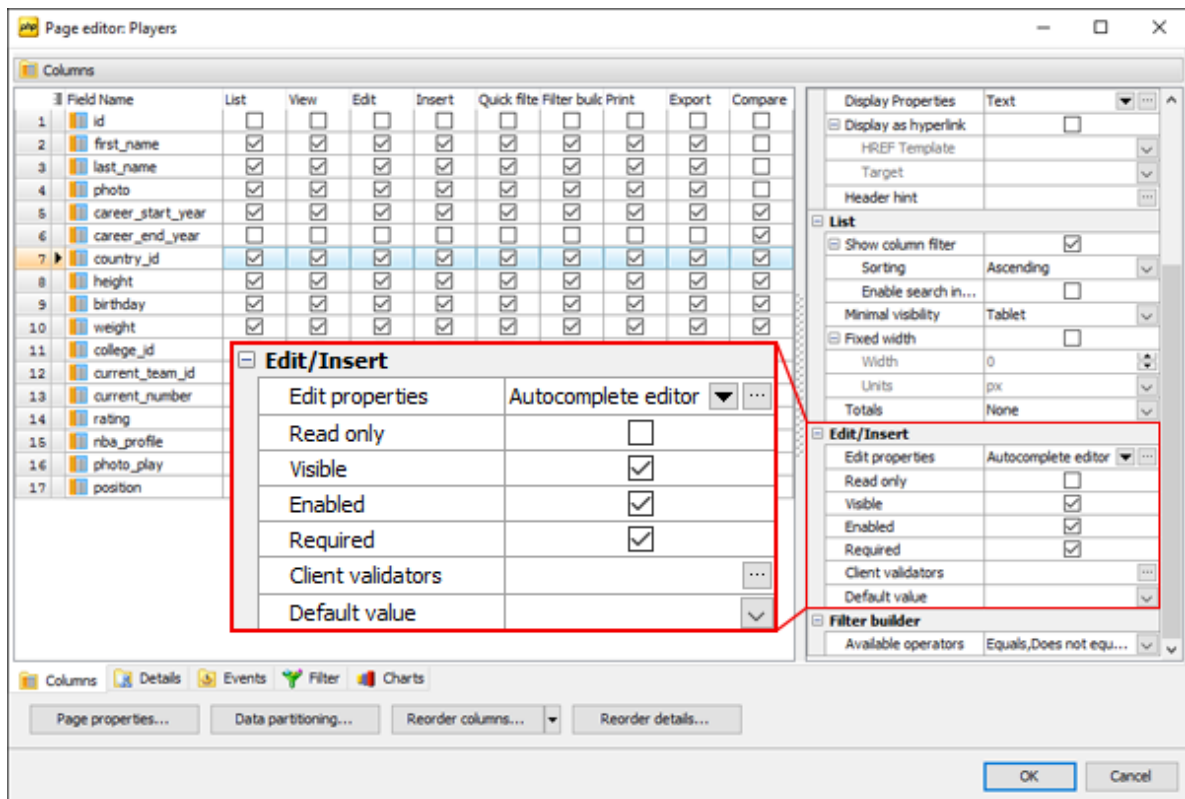 Page editor: Players
Columns
Field Name List View Edit Insert Quick filte Filter builc Print Export Compare
1 id
2 first_name
3 last_name
4 photo
5 career_start_year
6 career_end_year
7 country_id
8 height
9 birthday
10 weight
11 college_id
12 current_team_id
13 current_number
14 rating
15 nba_profile
16 photo_play
17 position
Edit/Insert
Edit properties Autocomplete editor
Read only
Visible
Enabled
Required
Client validators
Default value
Display Properties Text
Display as hyperlink
HREF Template
Target
Header hint
List
Show column filter
Sorting Ascending
Enable search in...
Minimal visibility Tablet
Fixed width
Width 0
Units px
Totals None
Edit/Insert
Edit properties Autocomplete editor
Read only
Visible
Enabled
Required
Client validators
Default value
Filter builder
Available operators Equals,Does not equ...
Columns Details Events Filter Charts
Page properties... Data partitioning... Reorder columns... Reorder details...
OK Cancel